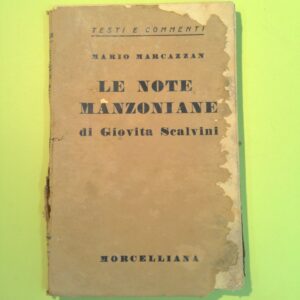 TESTI E COMMENTI
MARIO MARCAZZAN
LE NOTE
MANZONIANE
di Giovita Scalvini
MORCELLIANA